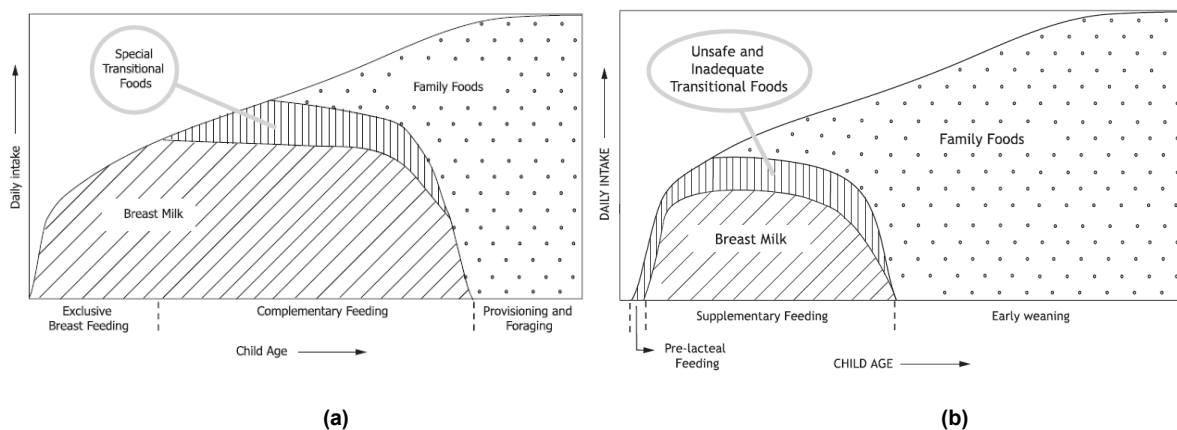 Special
Transitional
Foods
Family Foods
Daily intake
Breast Milk
Exclusive
Breast Feeding
Complementary Feeding
Provisioning and
Foraging
Child Age
(a)
Unsafe and
Inadequate
Transitional Foods
Family Foods
DAILY INTAKE
Breast Milk
Supplementary Feeding
Early weaning
Pre-lacteal
Feeding
CHILD AGE
(b)